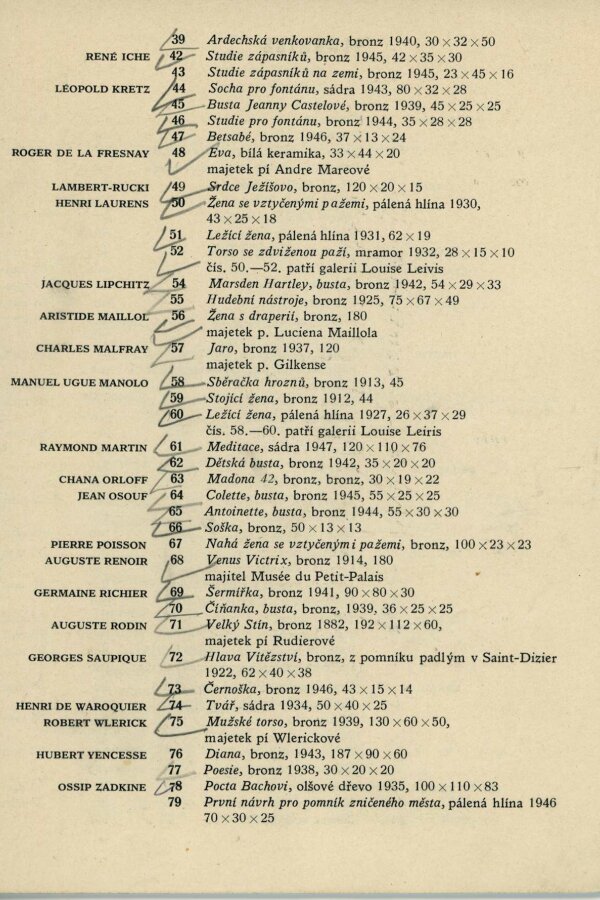 39 Ardechská venkovanka, bronz 1940, 30×32×50
RENÉ ICHE 42 Studie zápasníků, bronz 1945, 42×35×30
43 Studie zápasníků na zemi, bronz 1945, 23×45×16
LÉOPOLD KRETZ 44 Socha pro fontánu, sádra 1943, 80×32×28
45 Busta Jeanny Castelové, bronz 1939, 45×25×25
46 Studie pro fontánu, bronz 1944, 35×28×28
47 Betsabé, bronz 1946, 37×13×24
ROGER DE LA FRESNAY 48 Eva, bílá keramika, 33×44×20
majetek pí Andre Mareové
LAMBERT-RUCKI 49 Srdce Ježíšovo, bronz, 120×20×15
HENRI LAURENS 50 Žena se vztyčenými pažemi, pálená hlína 1930,
43×25×18
51 Ležící žena, pálená hlína 1931, 62×19
52 Torso se zdviženou paží, mramor 1932, 28×15×10
čís. 50.—52. patří galerii Louise Leivis
JACQUES LIPCHITZ 54 Marsden Hartley, busta, bronz 1942, 54×29×33
55 Hudební nástroje, bronz 1925, 75×67×49
ARISTIDE MAILLOL 56 Žena s draperií, bronz, 180
majetek p. Luciena Maillola
CHARLES MALFRAY 57 Jaro, bronz 1937, 120
majetek p. Gilkense
MANUEL UGUE MANOLO 58 Sběračka hroznů, bronz 1913, 45
59 Stojící žena, bronz 1912, 44
60 Ležící žena, pálená hlína 1927, 26×37×29
čís. 58.—60. patří galerii Louise Leiris
RAYMOND MARTIN 61 Meditace, sádra 1947, 120×110×76
62 Dětská busta, bronz 1942, 35×20×20
CHANA ORLOFF 63 Madona 42, bronz, bronz, 30×19×22
JEAN OSOUF 64 Colette, busta, bronz 1945, 55×25×25
65 Antoinette, busta, bronz 1944, 55×30×30
66 Soška, bronz, 50×13×13
PIERRE POISSON 67 Nahá žena se vztyčenými pažemi, bronz, 100×23×23
AUGUSTE RENOIR 68 Venus Victrix, bronz 1914, 180
majitel Musée du Petit-Palais
GERMAINE RICHIER 69 Šermířka, bronz 1941, 90×80×30
70 Číňanka, busta, bronz, 1939, 36×25×25
AUGUSTE RODIN 71 Velký Stín, bronz 1882, 192×112×60,
majetek pí Rudierové
GEORGES SAUPIQUE 72 Hlava Vítězství, bronz, z pomníku padlým v Saint-Dizier
1922, 62×40×38
73 Černoška, bronz 1946, 43×15×14
HENRI DE WAROQUIER 74 Tvář, sádra 1934, 50×40×25
ROBERT WLERICK 75 Mužské torso, bronz 1939, 130×60×50,
majetek pí Wlerickové
HUBERT YENCESSE 76 Diana, bronz, 1943, 187×90×60
77 Poesie, bronz 1938, 30×20×20
OSSIP ZADKINE 78 Pocta Bachovi, olšové dřevo 1935, 100×110×83
79 První návrh pro pomník zničeného města, pálená hlína 1946
70×30×25